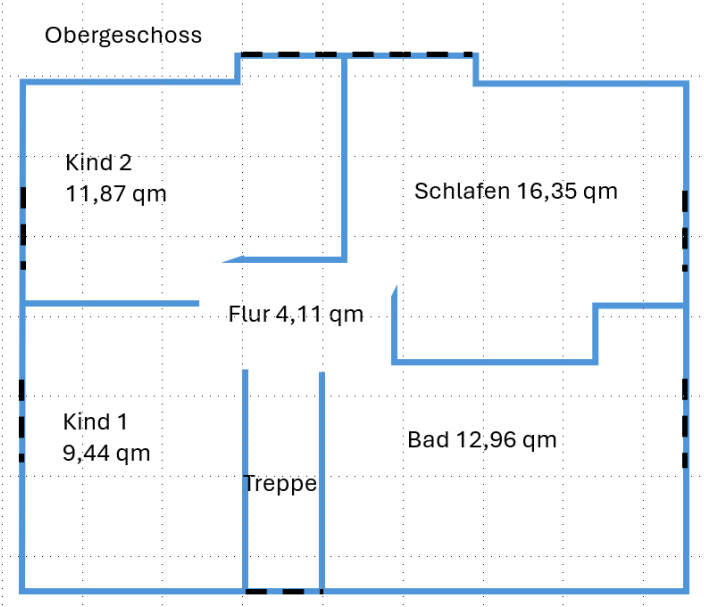 Obergeschoss
Kind 2
11,87 qm
Schlafen 16,35 qm
Flur 4,11 qm
Kind 1
9,44 qm
Bad 12,96 qm
Treppe